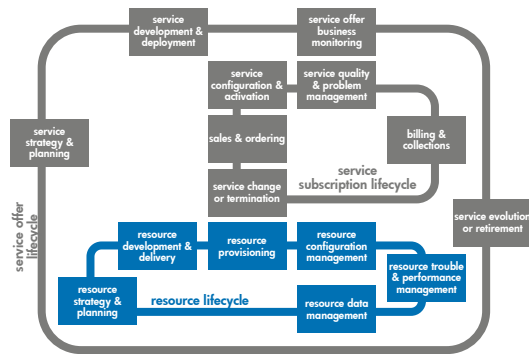 service
development &
deployment
service offer
business
monitoring
service
configuration &
activation
service quality
& problem
management
service
strategy &
planning
sales & ordering
billing &
collections
service change
or termination
service
subscription lifecycle
service offer
lifecycle
service evolution
or retirement
resource
development &
delivery
resource
provisioning
resource
configuration
management
resource trouble
& performance
management
resource
strategy &
planning
resource lifecycle
resource data
management